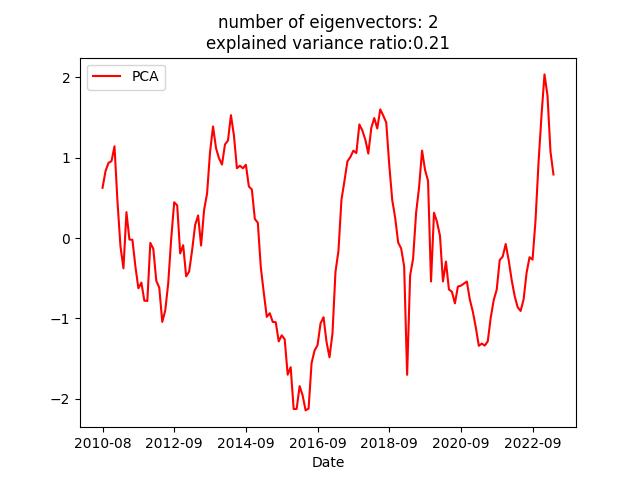 number of eigenvectors: 2
explained variance ratio:0.21
PCA
2
1
0
−1
−2
2010-08 2012-09 2014-09 2016-09 2018-09 2020-09 2022-09
Date